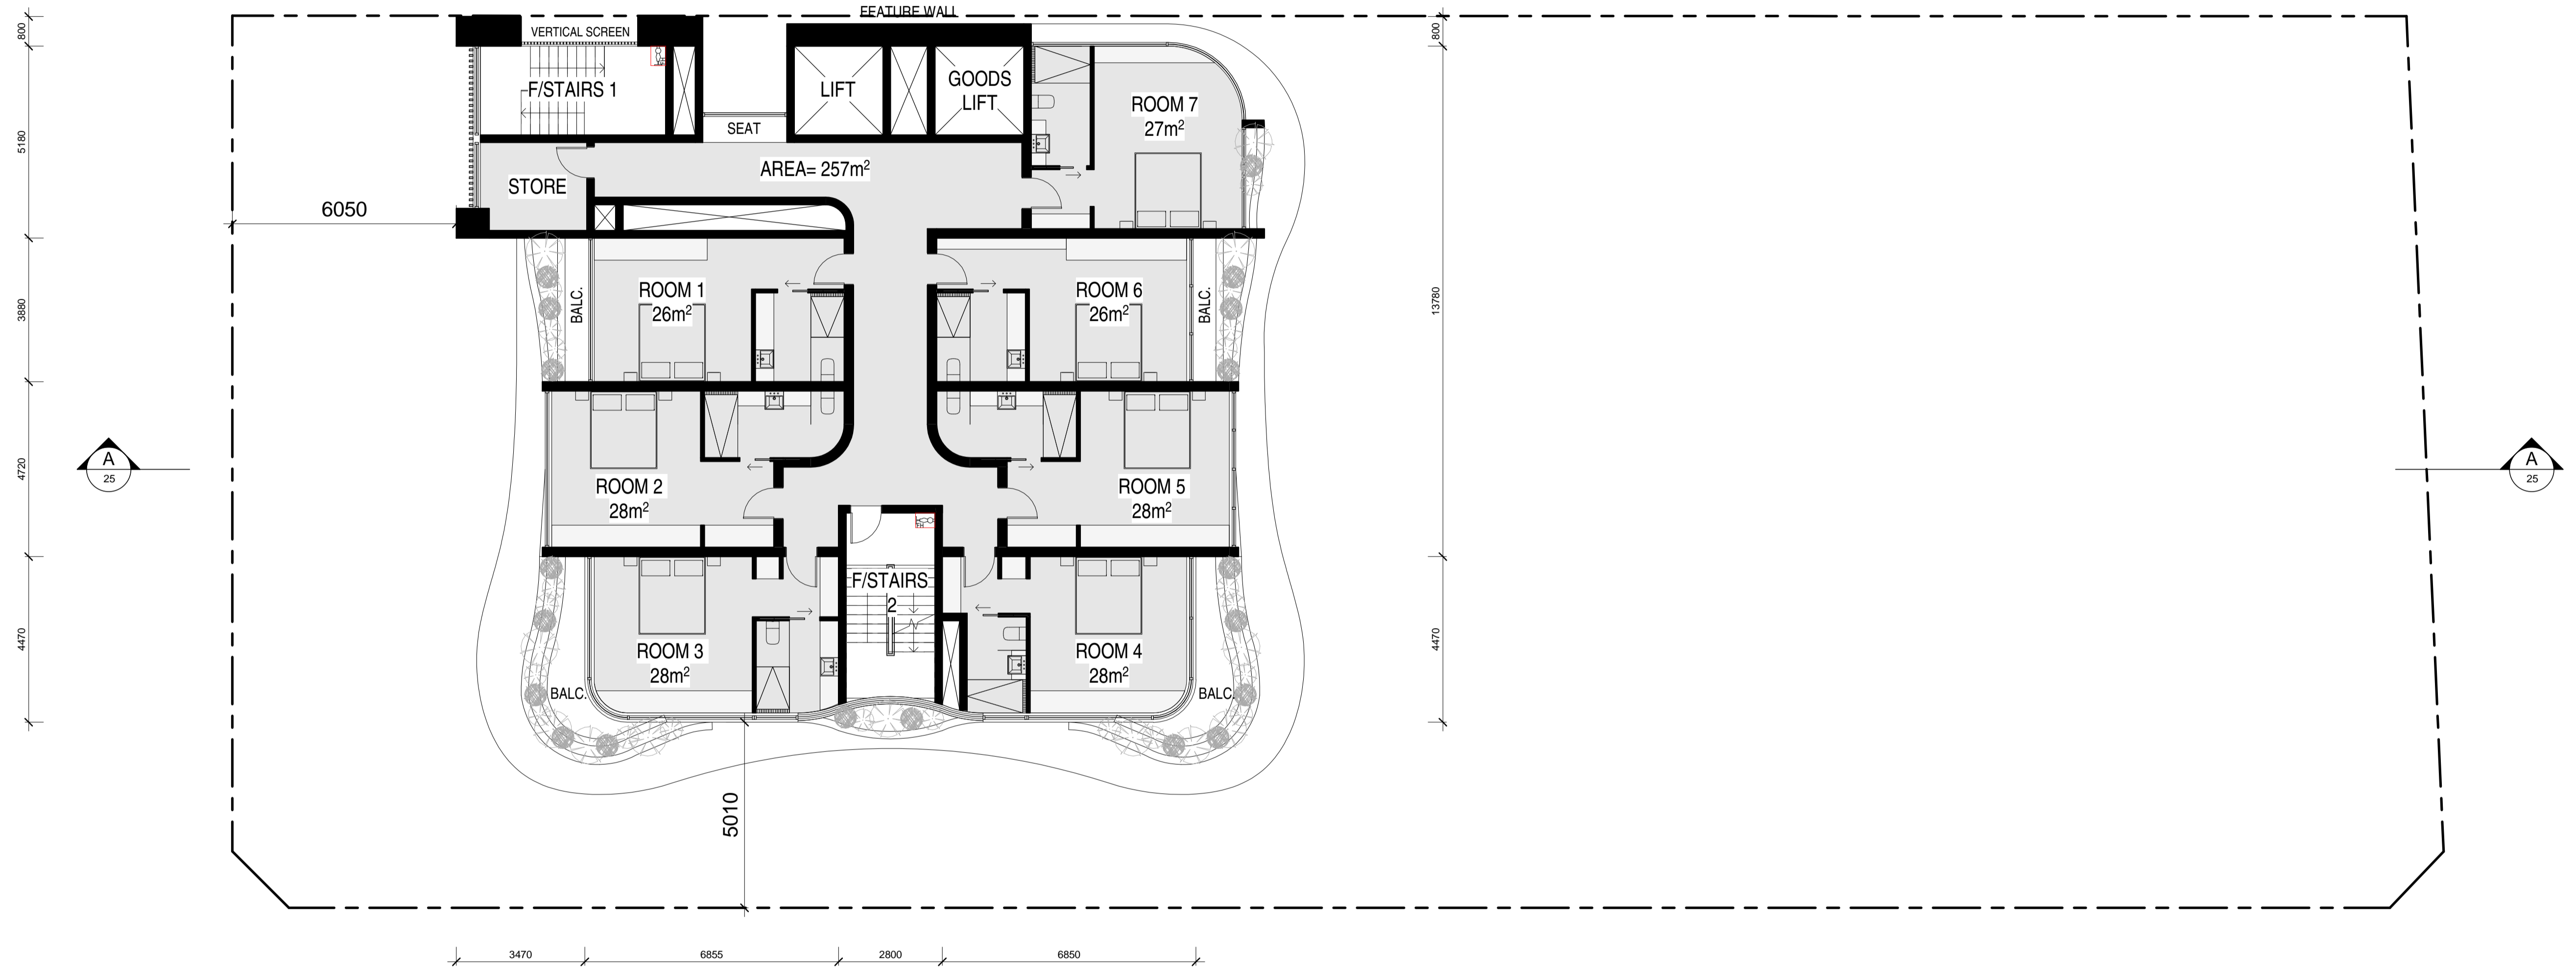 FEATURE WALL
VERTICAL SCREEN
800
800
F/STAIRS 1
LIFT
GOODS
LIFT
ROOM 7
27m²
SEAT
5180
AREA= 257m²
STORE
6050
ROOM 1
26m²
BALC.
ROOM 6
26m²
BALC.
3880
13780
A
25
4720
ROOM 2
28m²
ROOM 5
28m²
A
25
F/STAIRS
2
4470
ROOM 3
28m²
ROOM 4
28m²
4470
BALC.
BALC.
5010
3470
6855
2800
6850